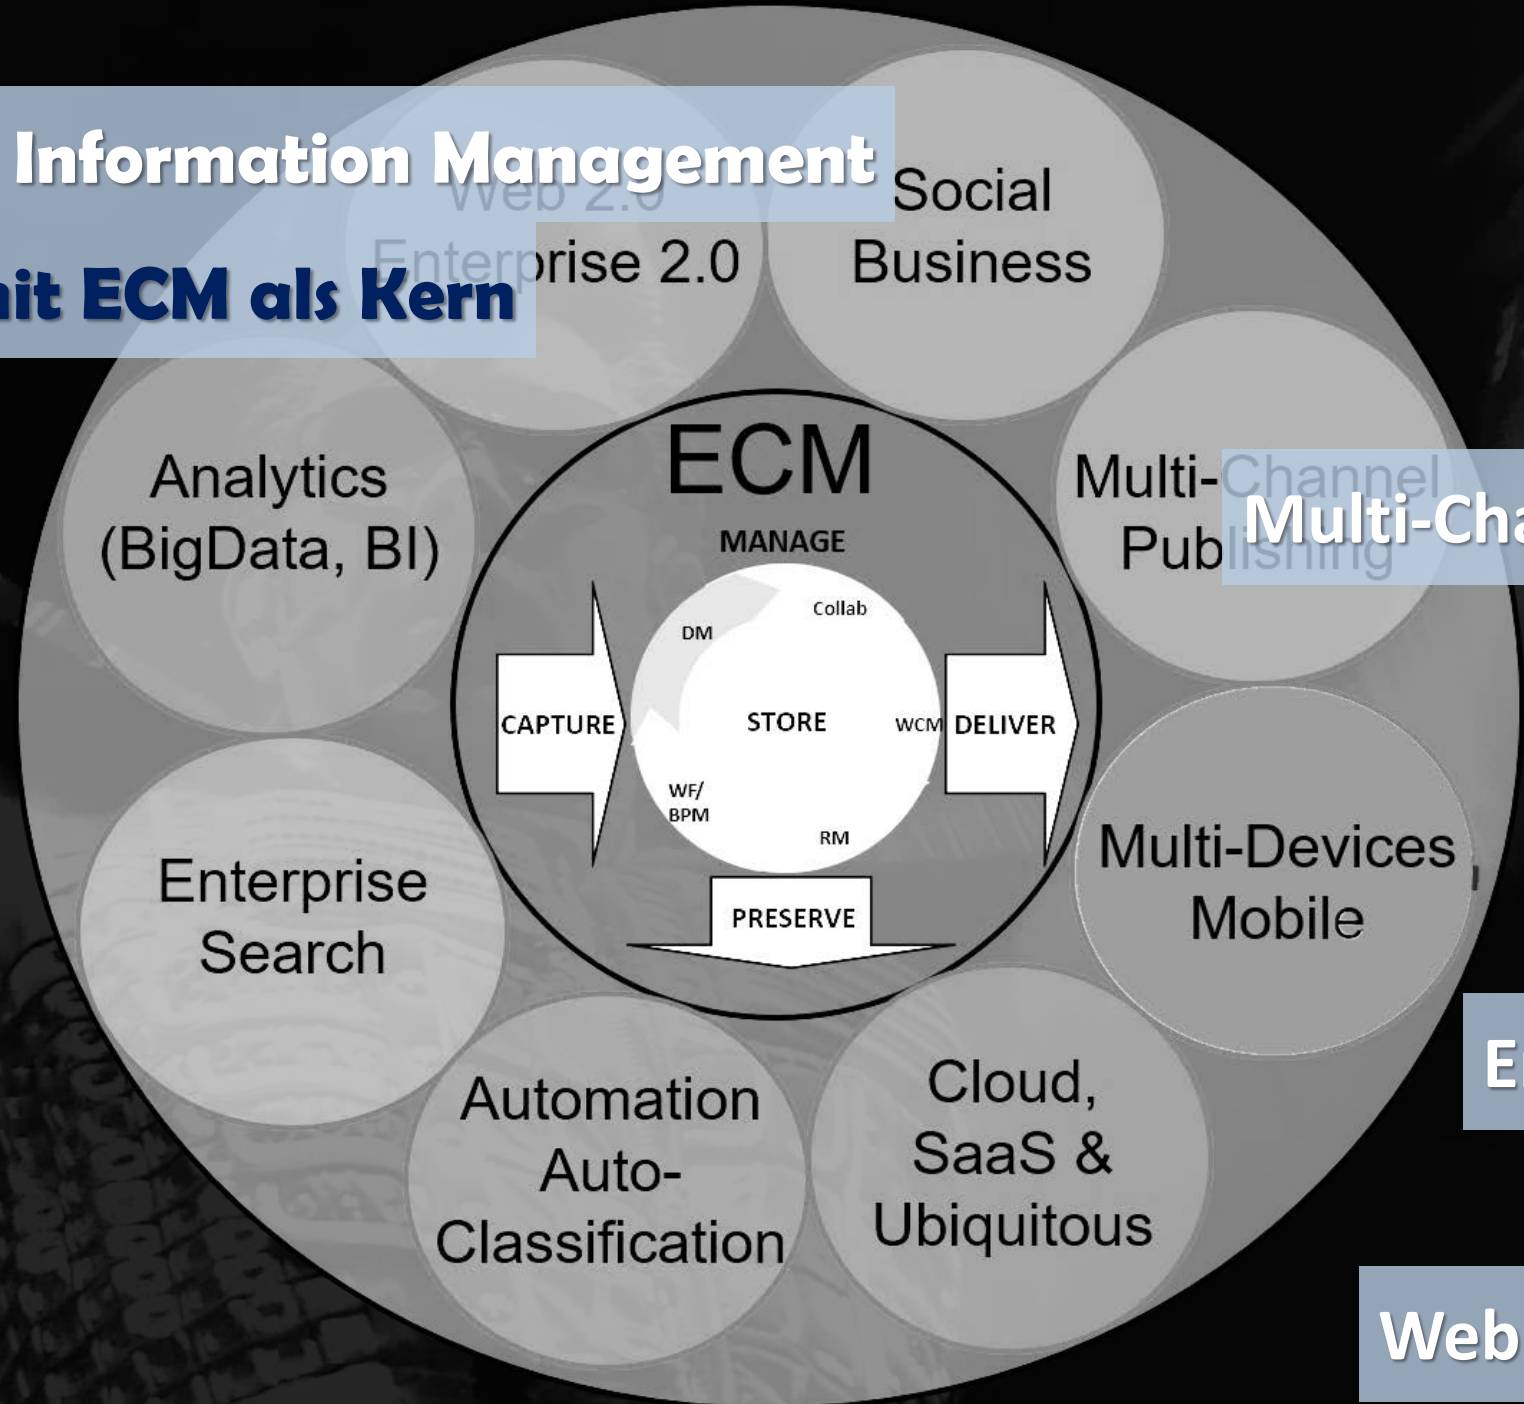 Information Management
Web 2.0
Enterprise 2.0
ECM als Kern
Social
Business
Analytics
(BigData, BI)
ECM
MANAGE
Multi-Channel
Publishing
Multi-Cha
DM
Collab
CAPTURE
STORE
WCM
DELIVER
WF/
BPM
RM
PRESERVE
Enterprise
Search
Multi-Devices
Mobile
Automation
Auto-
Classification
Cloud,
SaaS &
Ubiquitous
Web